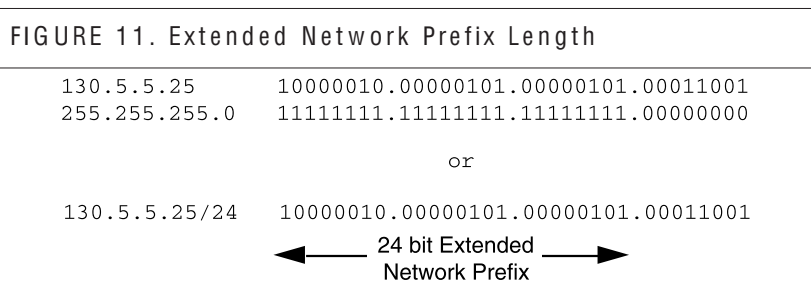 FIGURE 11. Extended Network Prefix Length
130.5.5.25 10000010.00000101.00000101.00011001
255.255.255.0 11111111.11111111.11111111.00000000
or
130.5.5.25/24 10000010.00000101.00000101.00011001
24 bit Extended
Network Prefix